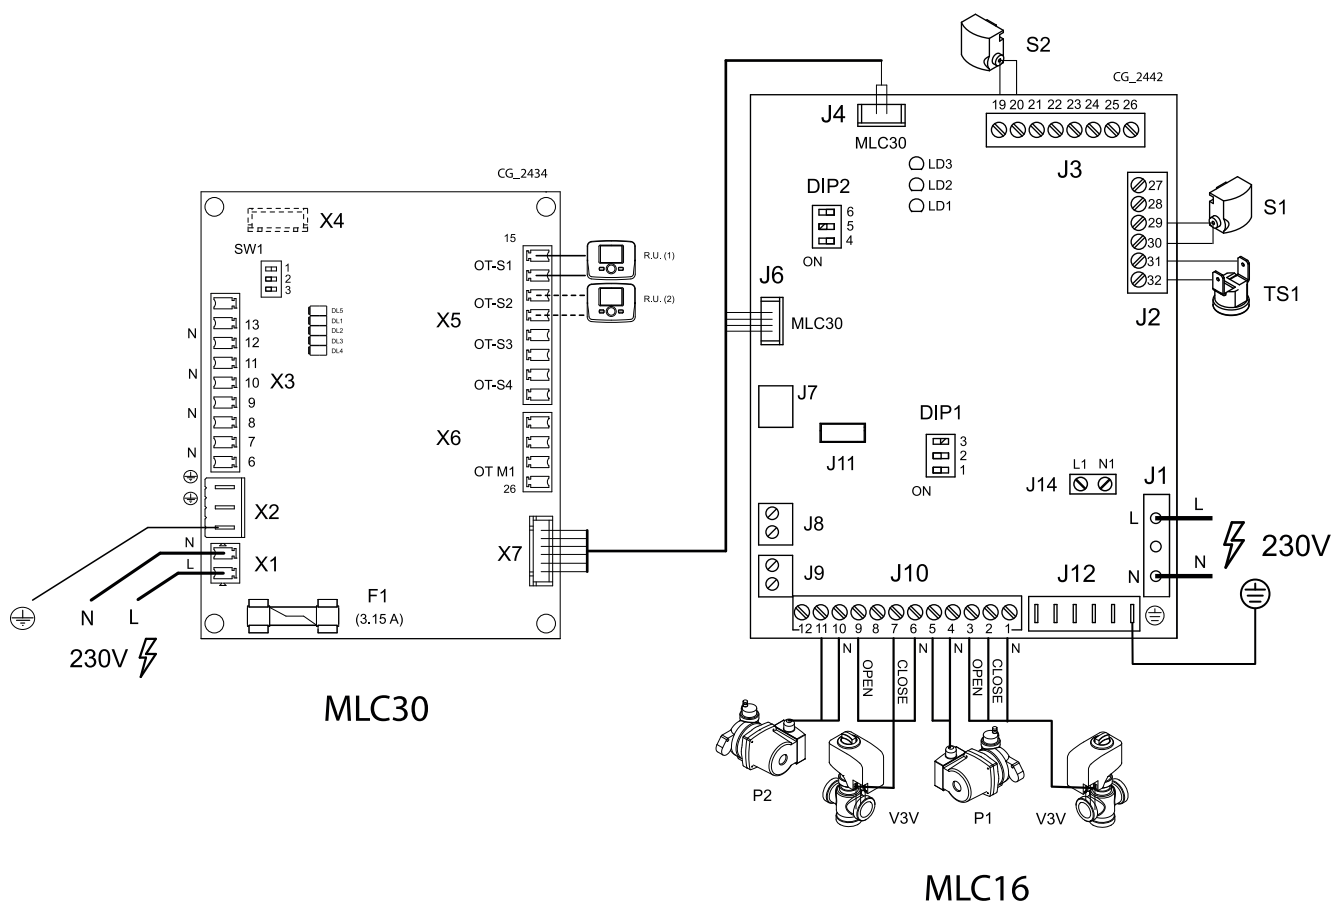 S2
CG_2442
19 20 21 22 23 24 25 26
J4
MLC30
J3
LD3
LD2
LD1
DIP2
6
5
4
ON
27
28
29
30
31
32
S1
TS1
J2
J6
MLC30
J7
J11
DIP1
3
2
1
ON
J14
L1 N1
J1
L
L
N
N
230V
J8
J9
J10
J12
12 11 10 9 8 7 6 5 4 3 2 1
N
OPEN
CLOSE
N
N
OPEN
CLOSE
N
P2
V3V
P1
V3V
MLC16
CG_2434
X4
SW1
1
2
3
15
OT-S1
OT-S2
X5
OT-S3
OT-S4
R.U. (1)
R.U. (2)
DL5
DL1
DL2
DL3
DL4
N
N
N
N
13
12
11
10
9
8
7
6
X3
X6
OT M1
26
X2
X7
N
L
X1
F1
(3.15 A)
N
L
230V
MLC30